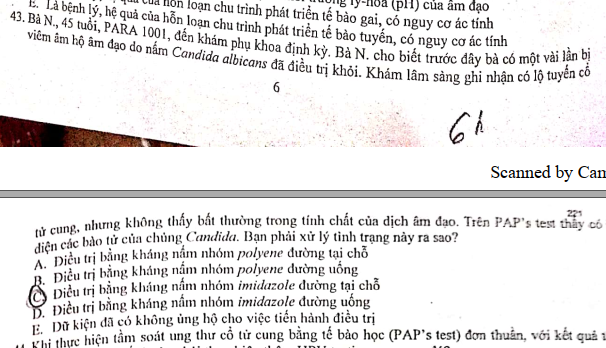 hóa (pH) của âm đạo
của hỗn loạn chu trình phát triển tế bào gai, có nguy cơ ác tính
E. Là bệnh lý, hệ quả của hỗn loạn chu trình phát triển tế bào tuyến, có nguy cơ ác tính
43. Bà N., 45 tuổi, PARA 1001, đến khám phụ khoa định kỳ. Bà N. cho biết trước đây bà có một vài lần bị
viêm âm hộ âm đạo do nấm Candida albicans đã điều trị khỏi. Khám lâm sàng ghi nhận có lộ tuyến cổ
6
Scanned by Cam
tử cung, nhưng không thấy bất thường trong tính chất của dịch âm đạo. Trên PAP's test thấy có
diện các bào tử của chủng Candida. Bạn phải xử lý tình trạng này ra sao?
A. Điều trị bằng kháng nấm nhóm polyene đường tại chỗ
B. Điều trị bằng kháng nấm nhóm polyene đường uống
C. Điều trị bằng kháng nấm nhóm imidazole đường tại chỗ
D. Điều trị bằng kháng nấm nhóm imidazole đường uống
E. Dữ kiện đã có không ủng hộ cho việc tiến hành điều trị
Khi thực hiện tầm soát ung thư cổ tử cung bằng tế bào học (PAP's test) đơn thuần, với kết quả